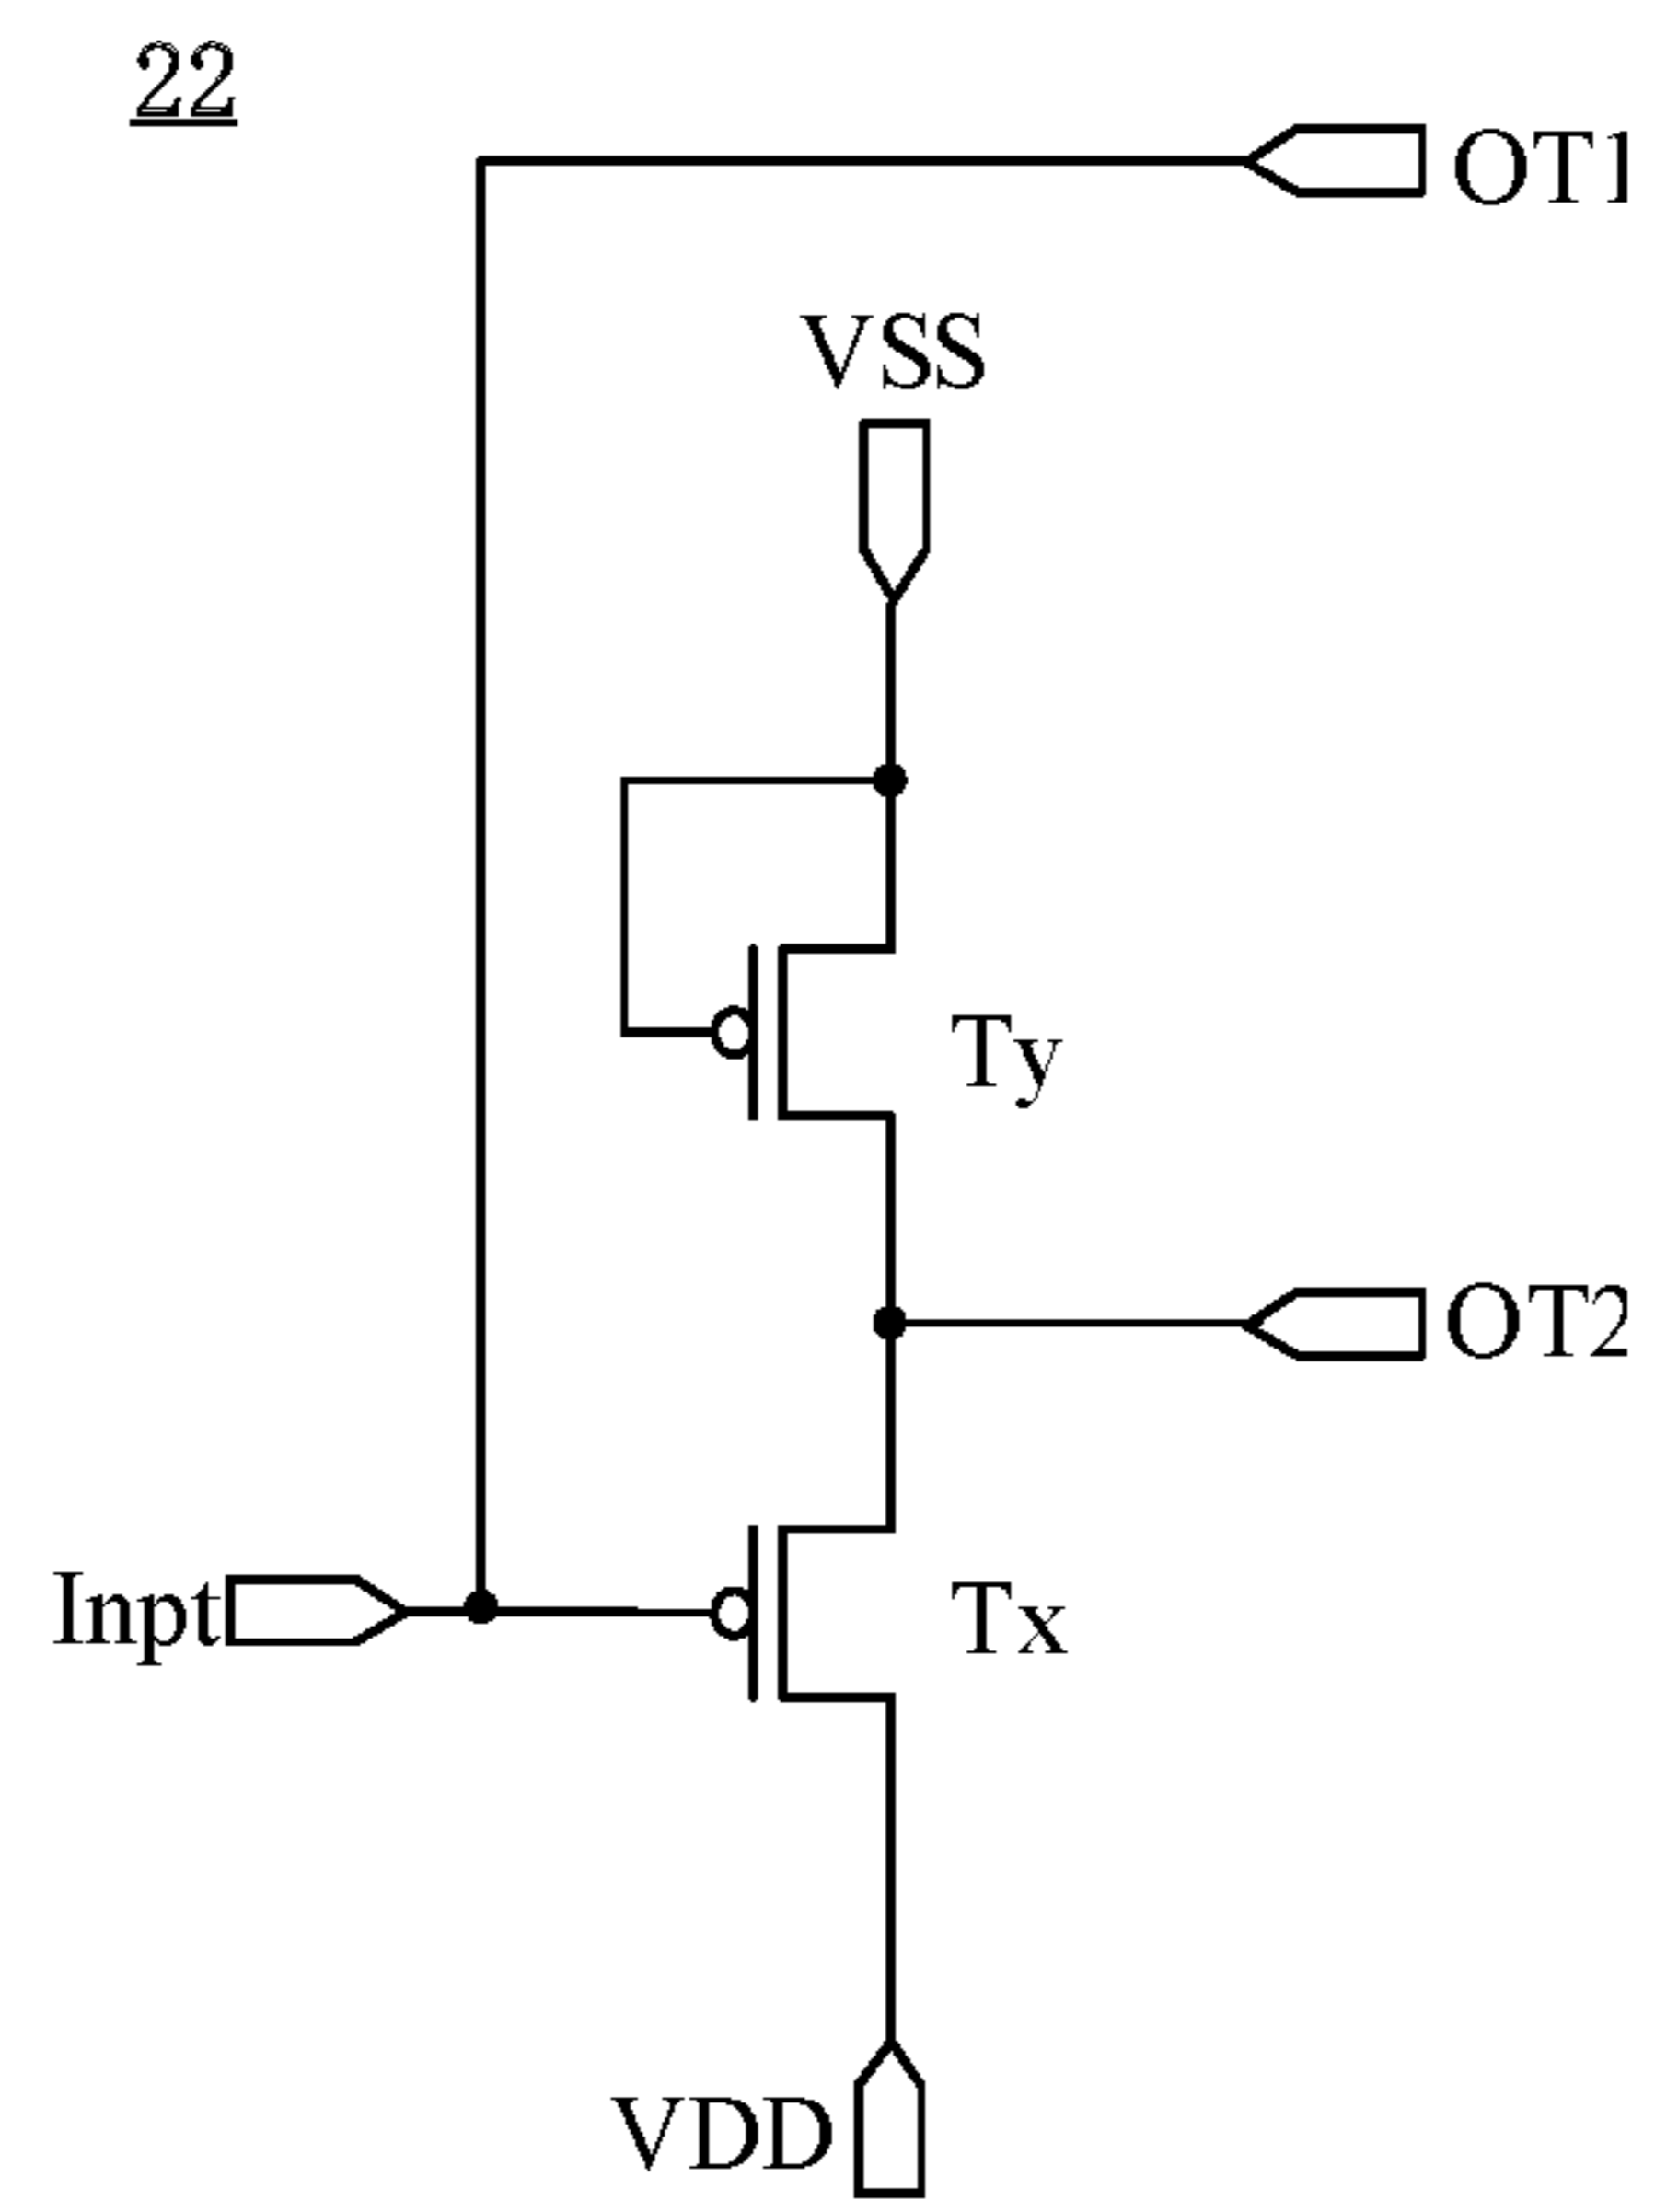 22
OT1
VSS
Ty
OT2
Inpt
Tx
VDD